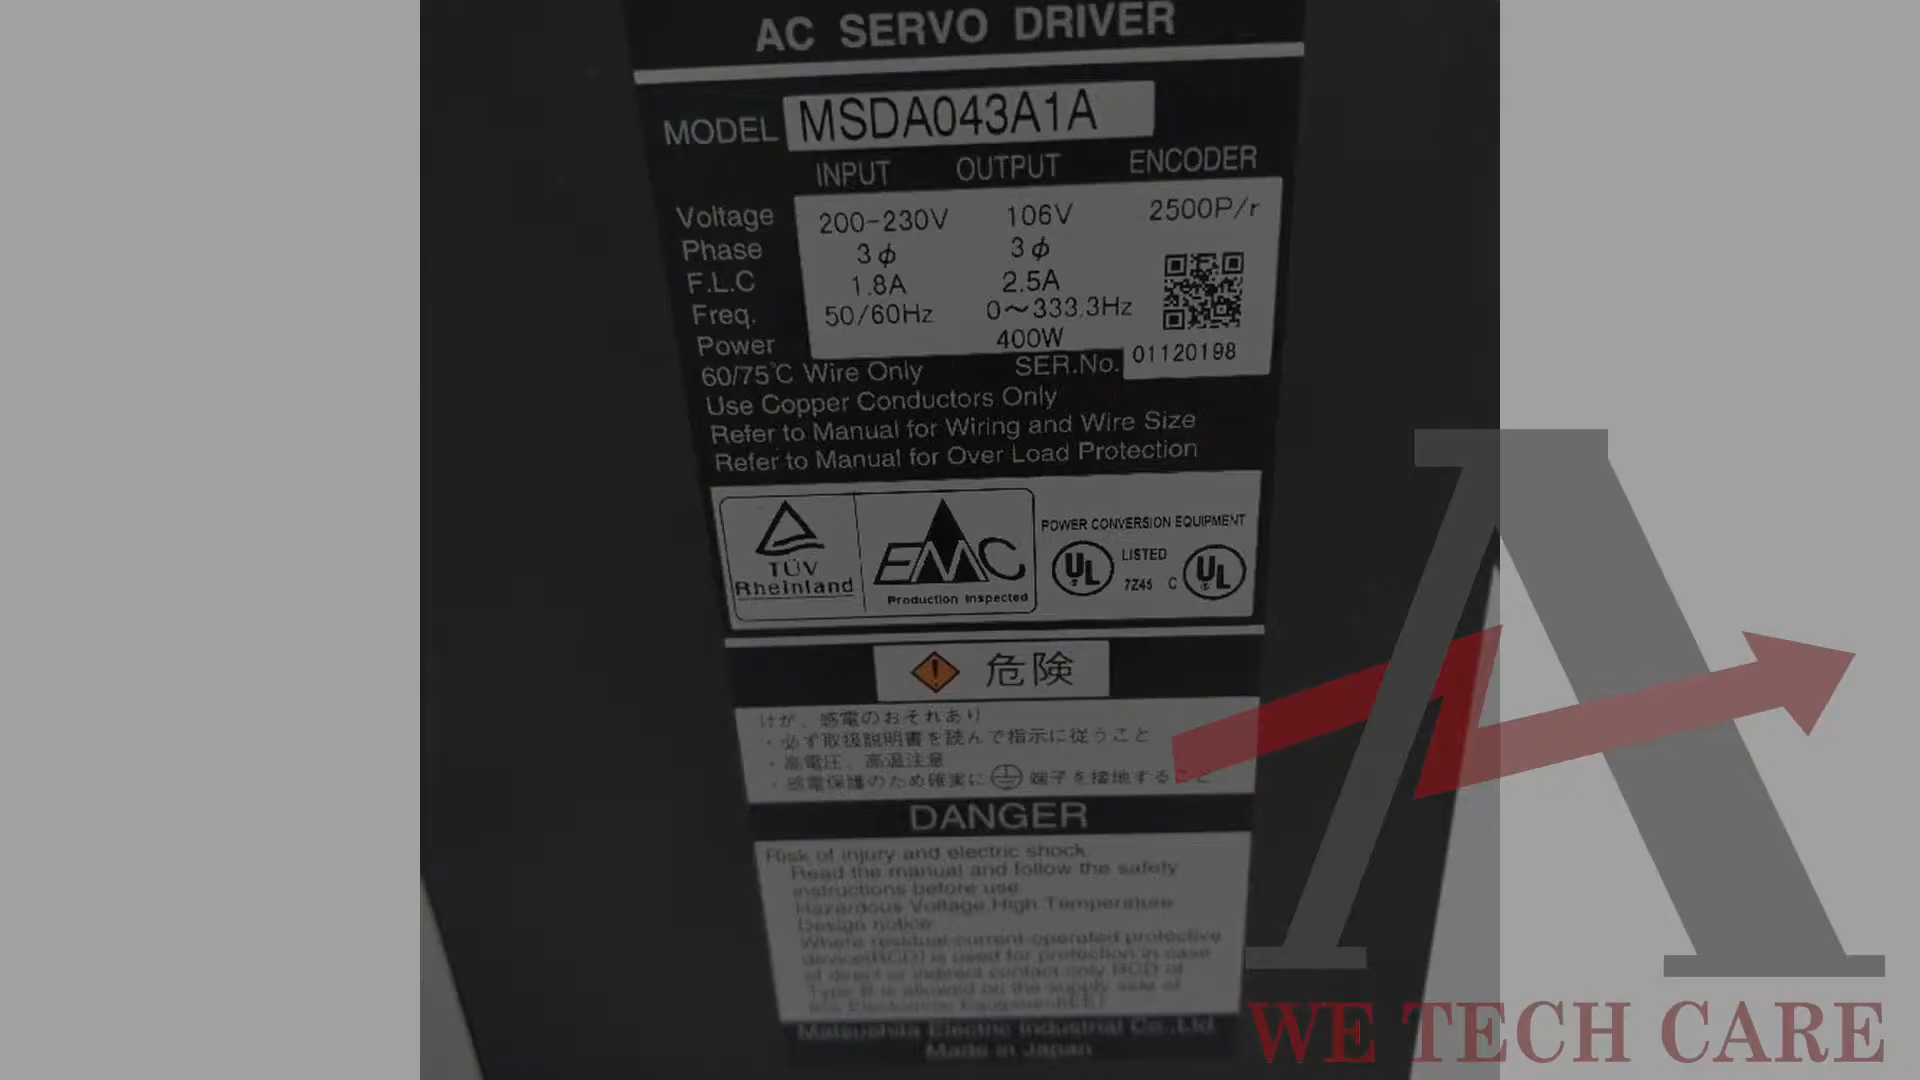 AC SERVO DRIVER
MODEL MSDA043A1A
INPUT OUTPUT ENCODER
Voltage 200-230V 106V 2500P/r
Phase 3ϕ 3ϕ
F.L.C 1.8A 2.5A
Freq. 50/60Hz 0〜333.3Hz
Power 400W
60/75℃ Wire Only SER.No. 01120198
Use Copper Conductors Only
Refer to Manual for Wiring and Wire Size
Refer to Manual for Over Load Protection
TÜV
Rheinland
EMC
Production Inspected
POWER CONVERSION EQUIPMENT
UL LISTED 7Z45 C UL
危険
けが、感電のおそれあり
・必ず取扱説明書を読んで指示に従うこと
・高電圧、高温注意
・感電保護のため確実に 端子を接地すること
DANGER
Risk of injury and electric shock
Read the manual and follow the safety
instructions before use
Hazardous Voltage,High Temperature
Design notice
Where residual-current-operated protective
device(RCD) is used for protection in case
of direct or indirect contact,only RCD of
Type B is allowed on the supply side of
this Electronic Equipment(EE)
Matsushita Electric Industrial Co.,Ltd.
Made in Japan
WE TECH CARE